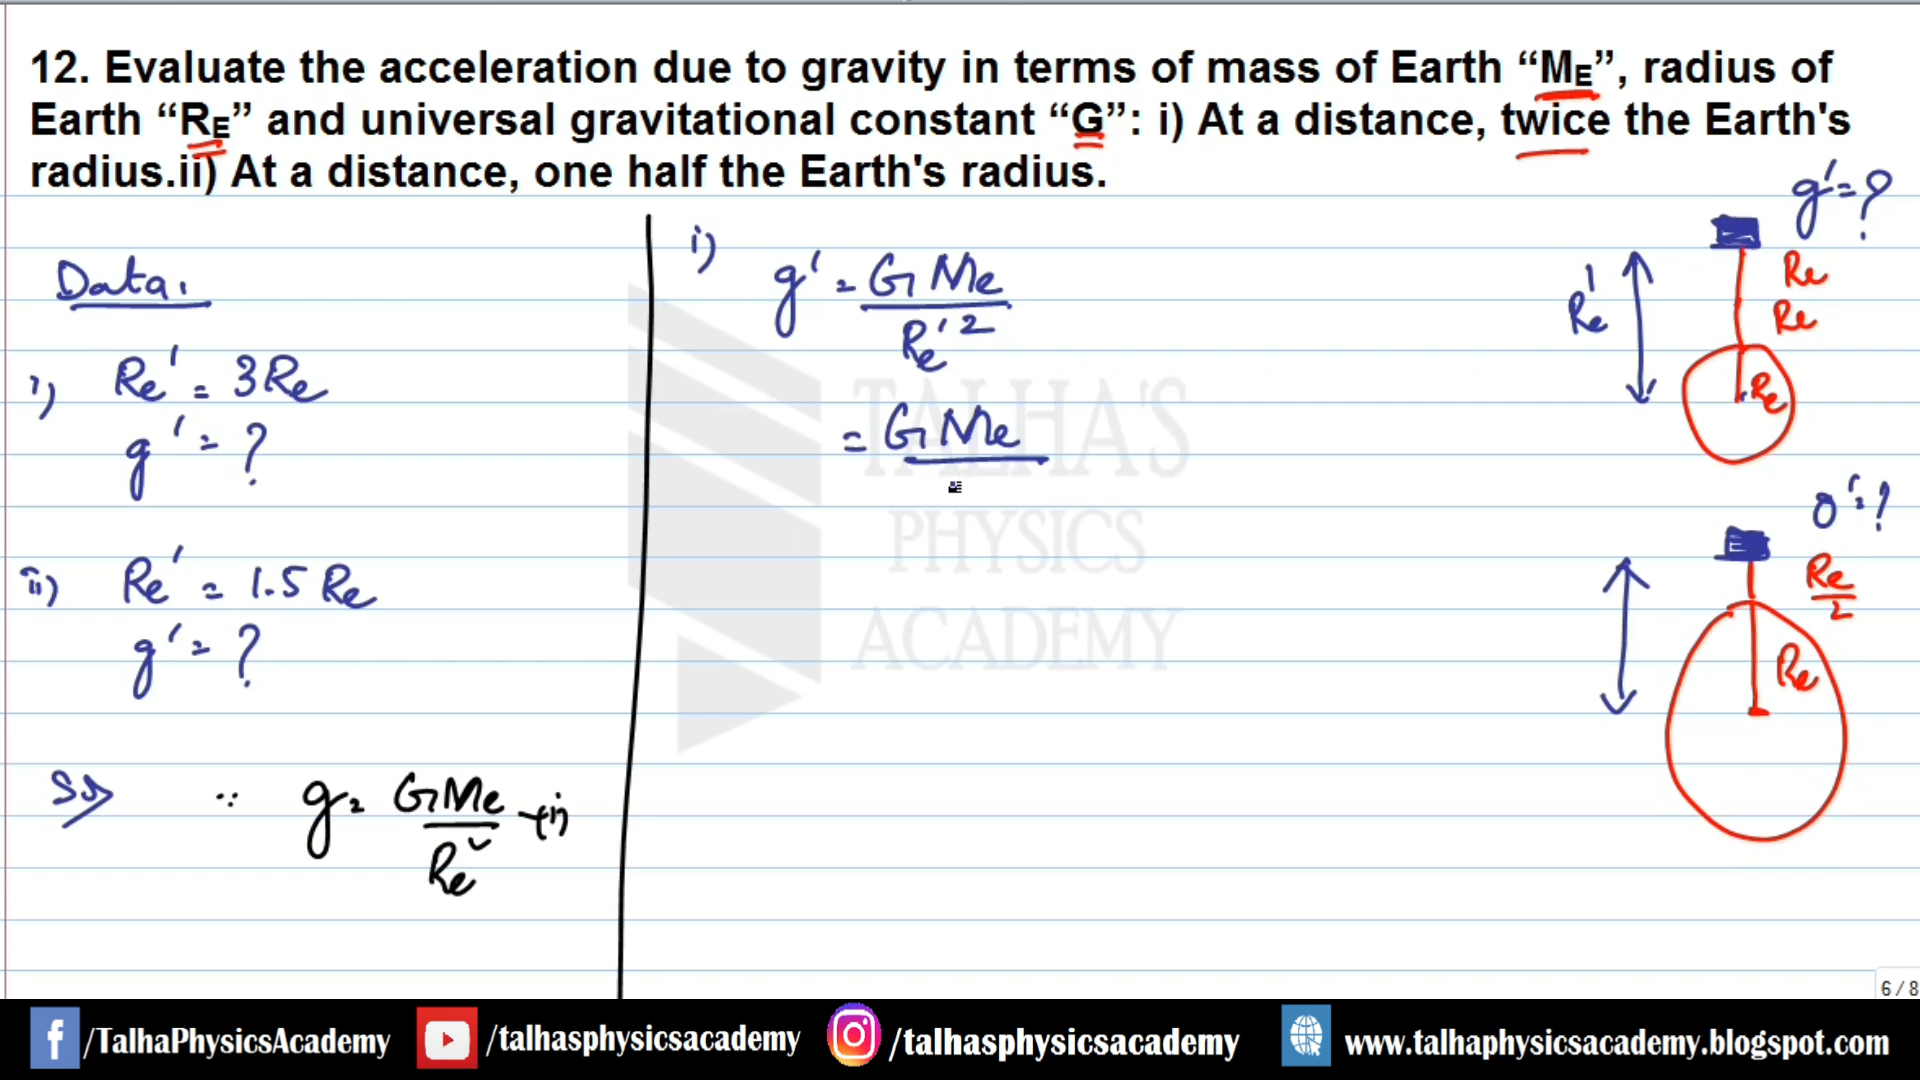 12. Evaluate the acceleration due to gravity in terms of mass of Earth “ME”, radius of
Earth “RE” and universal gravitational constant “G”: i) At a distance, twice the Earth's
radius.ii) At a distance, one half the Earth's radius.
Data,
i) Re' = 3Re
g' = ?
ii) Re' = 1.5 Re
g' = ?
∵ g = GMe
Re²
i) g' = GMe
Re'²
= GMe
g' = ?
Re
Re
Re'
Re
Re
2
Re
TALHA'S
PHYSICS
ACADEMY
6 / 8
/TalhaPhysicsAcademy
/talhasphysicsacademy
/talhasphysicsacademy
www.talhaphysicsacademy.blogspot.com